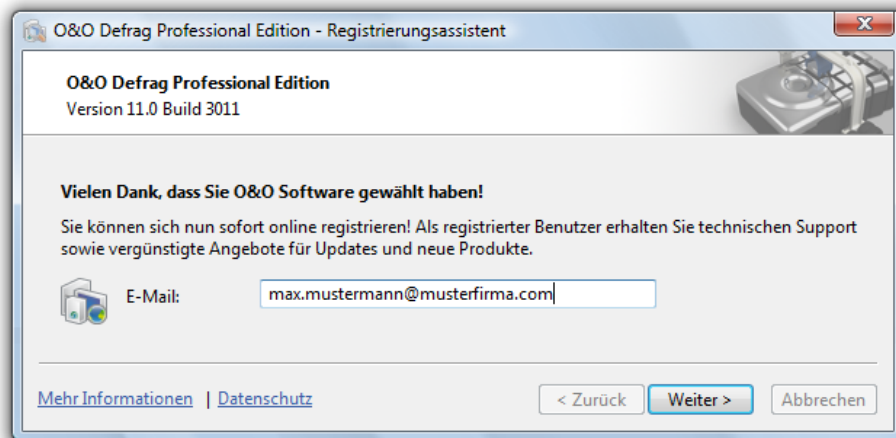 O&O Defrag Professional Edition - Registrierungsassistent
O&O Defrag Professional Edition
Version 11.0 Build 3011
Vielen Dank, dass Sie O&O Software gewählt haben!
Sie können sich nun sofort online registrieren! Als registrierter Benutzer erhalten Sie technischen Support
sowie vergünstigte Angebote für Updates und neue Produkte.
E-Mail: max.mustermann@musterfirma.com
Mehr Informationen | Datenschutz < Zurück Weiter > Abbrechen